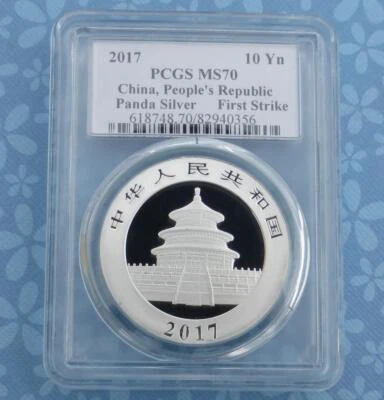 2017 10 Yn
PCGS MS70
China, People's Republic
Panda Silver First Strike
618748.70/82940356
中华人民共和国
2017